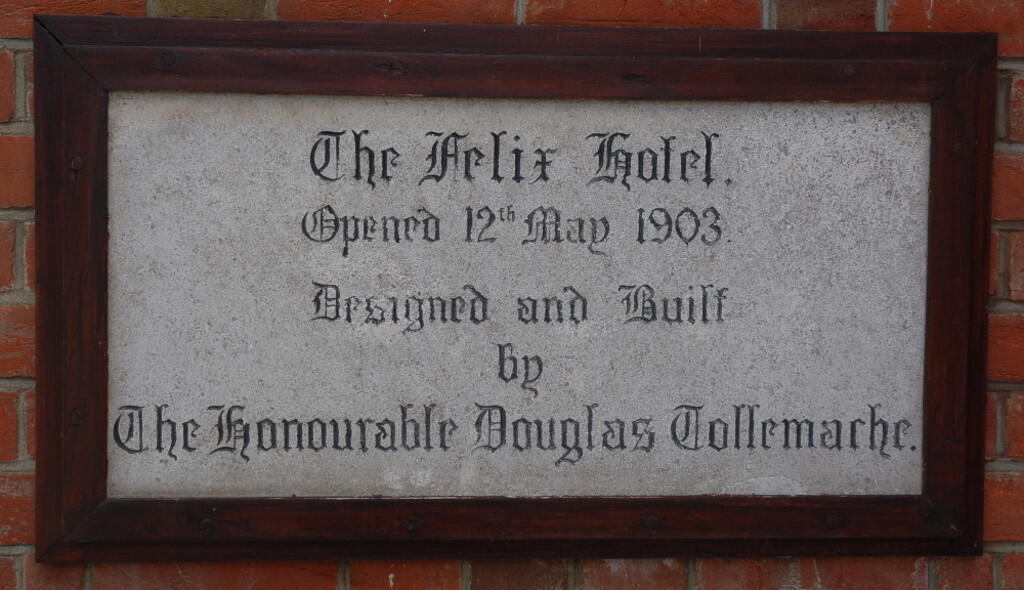 The Felix Hotel.
Opened 12th May 1903.
Designed and Built
by
The Honourable Douglas Tollemache.